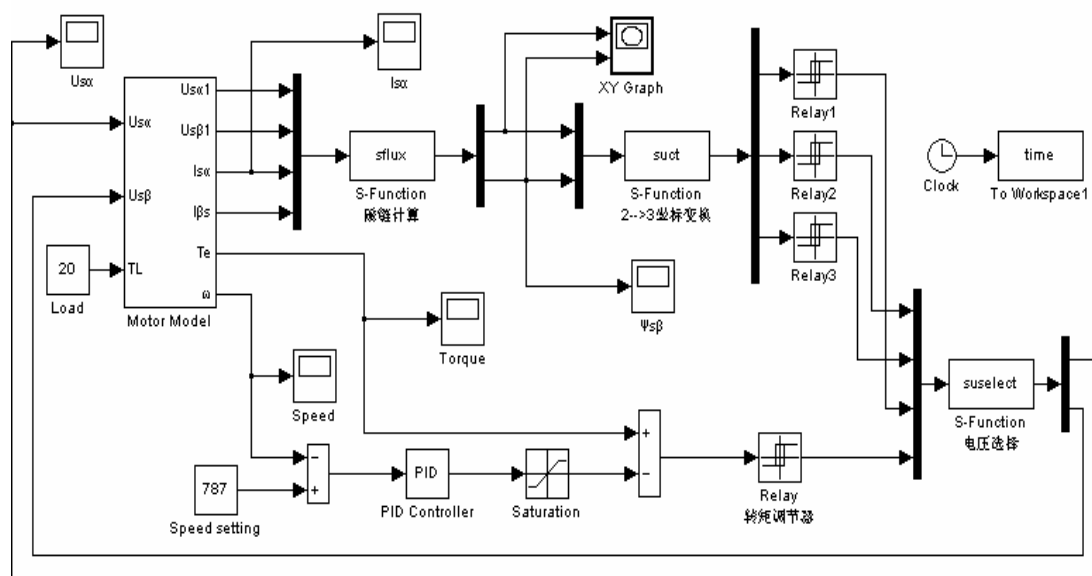 Usα
Isα
XY Graph
Relay1
Usα1
Usβ1
Isα
Iβs
Te
ω
Usα
Usβ
TL
Motor Model
20
Load
sflux
S-Function
磁链计算
suct
S-Function
2-->3坐标变换
Relay2
Relay3
Clock
time
To Workspace1
Ψsβ
Torque
Speed
suselect
S-Function
电压选择
787
Speed setting
PID
PID Controller
Saturation
Relay
转矩调节器